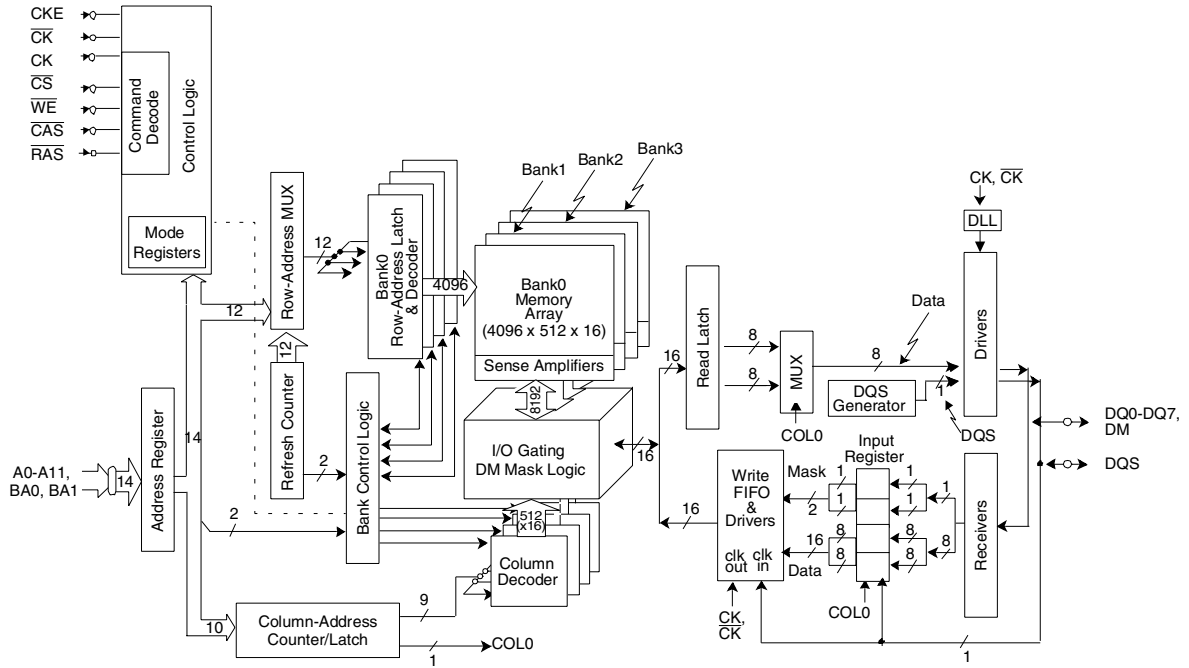 CKE
CK
CK
CS
WE
CAS
RAS
Command Decode
Control Logic
Mode
Registers
Row-Address MUX
12
12
12
Refresh Counter
2
Bank0
Row-Address Latch
& Decoder
4096
Bank1
Bank2
Bank3
Bank0
Memory
Array
(4096 x 512 x 16)
Sense Amplifiers
8192
I/O Gating
DM Mask Logic
16
Bank Control Logic
512
(x16)
Column
Decoder
A0-A11,
BA0, BA1
14
Address Register
14
2
10
Column-Address
Counter/Latch
9
1
COL0
16
Read Latch
8
8
MUX
COL0
8
Data
DQS
Generator
1
DQS
CK, CK
DLL
Drivers
DQ0-DQ7,
DM
DQS
16
Write
FIFO
&
Drivers
clk
out
clk
in
CK,
CK
Mask
2
16
Data
Input
Register
1
1
8
8
1
1
8
8
1
8
COL0
Receivers
1